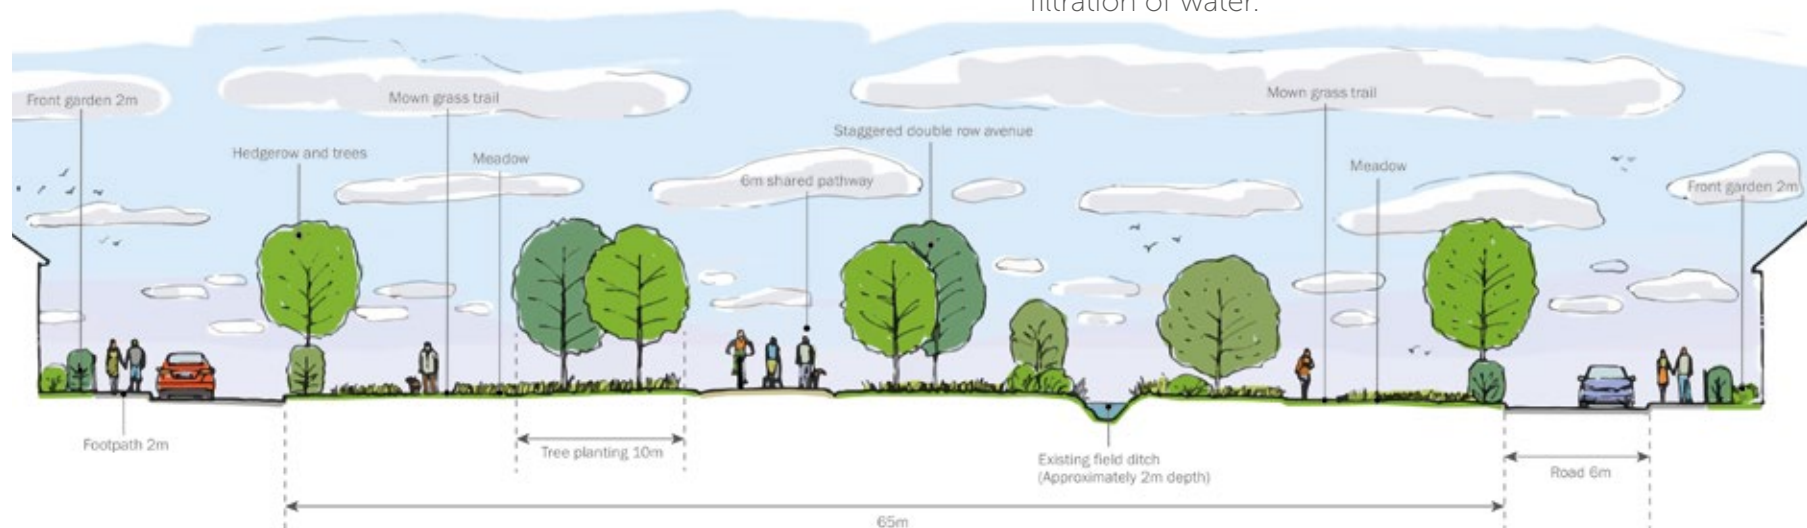 filtration of water.
Front garden 2m
Mown grass trail
Mown grass trail
Staggered double row avenue
Hedgerow and trees
Meadow
Meadow
6m shared pathway
Front garden 2m
Footpath 2m
Tree planting 10m
Existing field ditch
(Approximately 2m depth)
Road 6m
65m